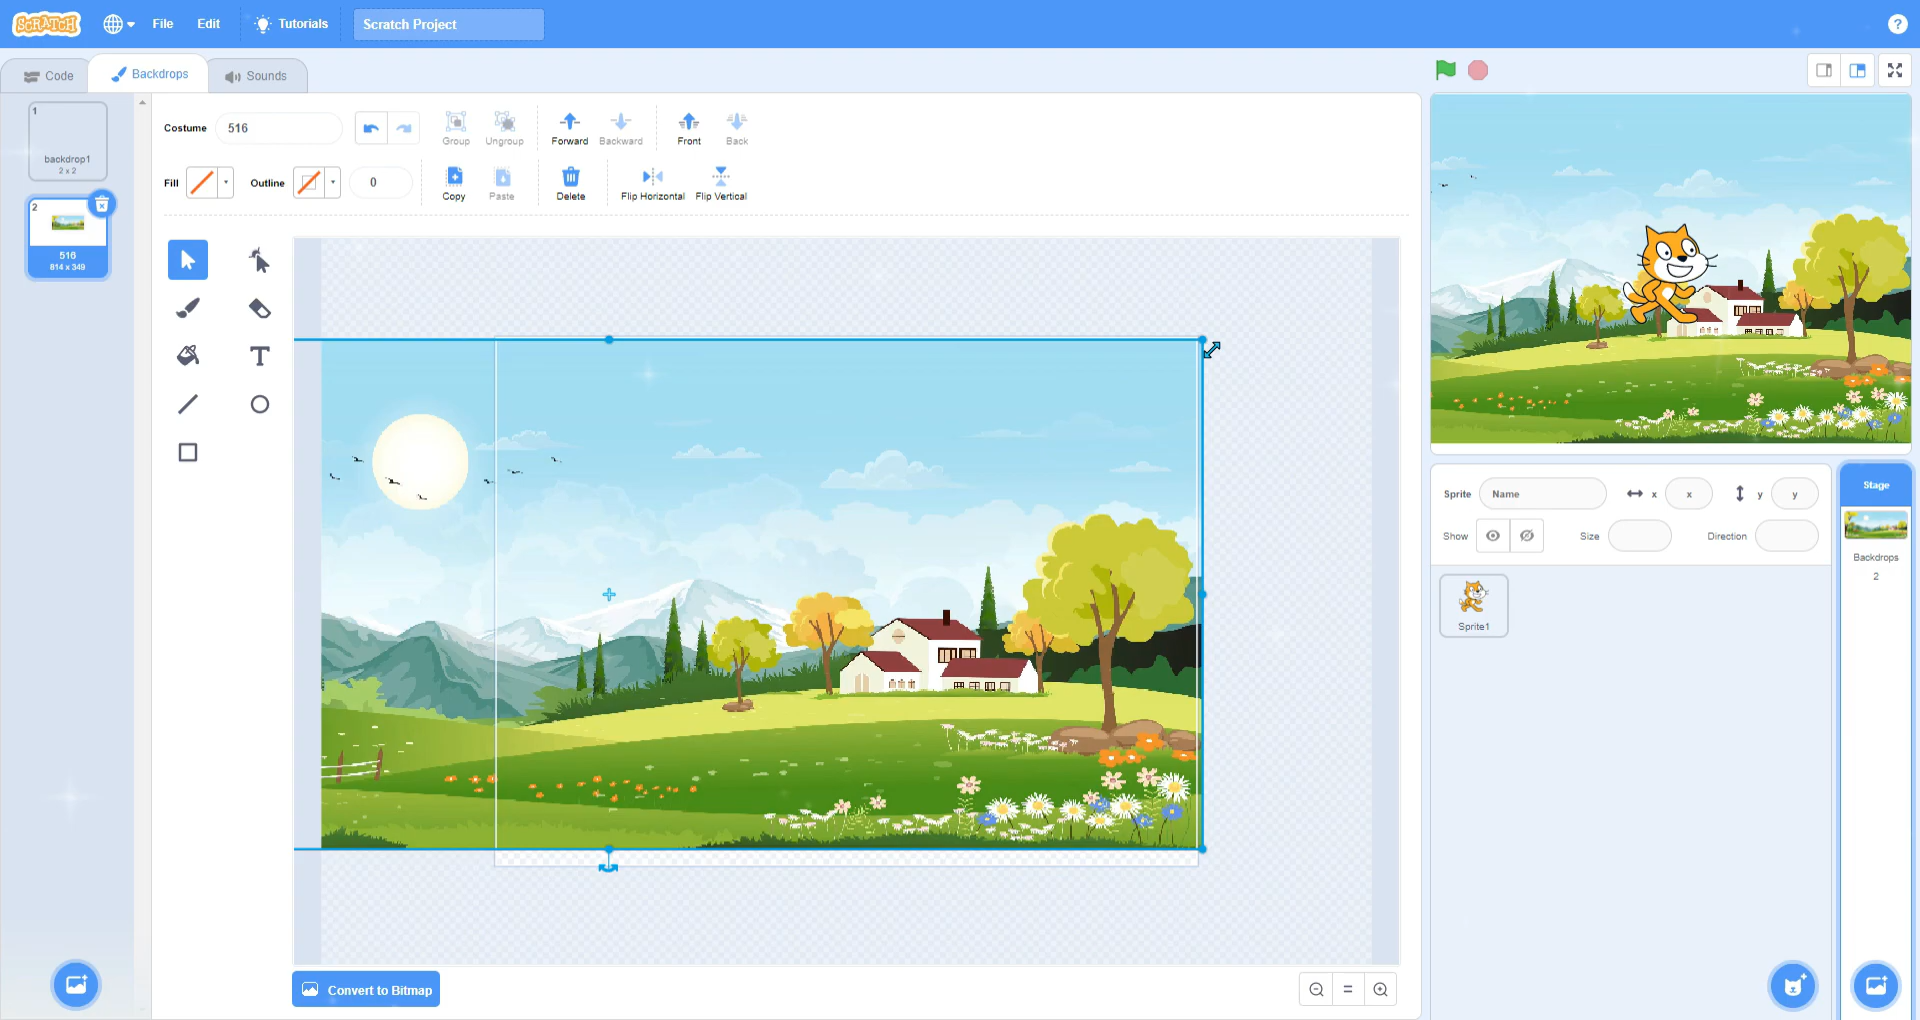 SCRATCH
File
Edit
Tutorials
Scratch Project
?
Code
Backdrops
Sounds
1
backdrop1
2 x 2
2
516
814 x 349
Costume
516
Group
Ungroup
Forward
Backward
Front
Back
Fill
Outline
0
Copy
Paste
Delete
Flip Horizontal
Flip Vertical
T
Convert to Bitmap
=
Sprite
Name
x
x
y
y
Show
Size
Direction
Sprite1
Stage
Backdrops
2